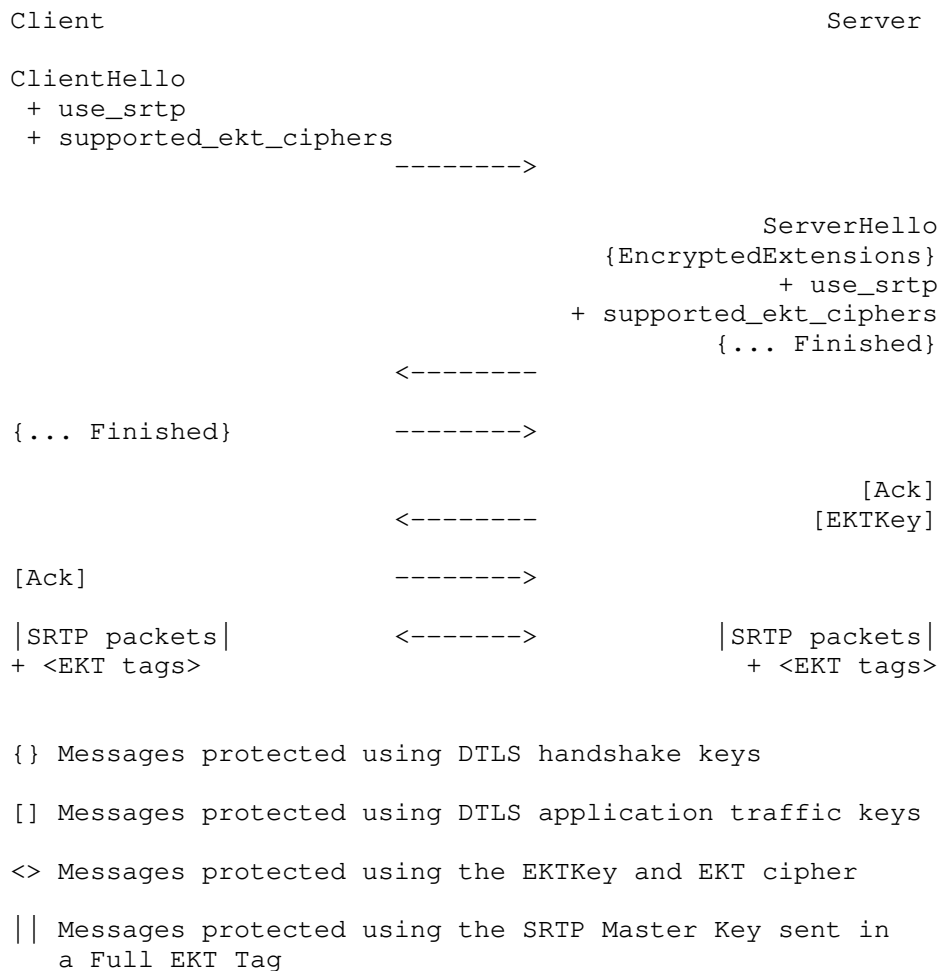 Client Server
ClientHello
+ use_srtp
+ supported_ekt_ciphers
-------->
ServerHello
{EncryptedExtensions}
+ use_srtp
+ supported_ekt_ciphers
{... Finished}
<--------
{... Finished} -------->
[Ack]
<-------- [EKTKey]
[Ack] -------->
|SRTP packets| <-------> |SRTP packets|
+ <EKT tags> + <EKT tags>
{} Messages protected using DTLS handshake keys
[] Messages protected using DTLS application traffic keys
<> Messages protected using the EKTKey and EKT cipher
|| Messages protected using the SRTP Master Key sent in
a Full EKT Tag